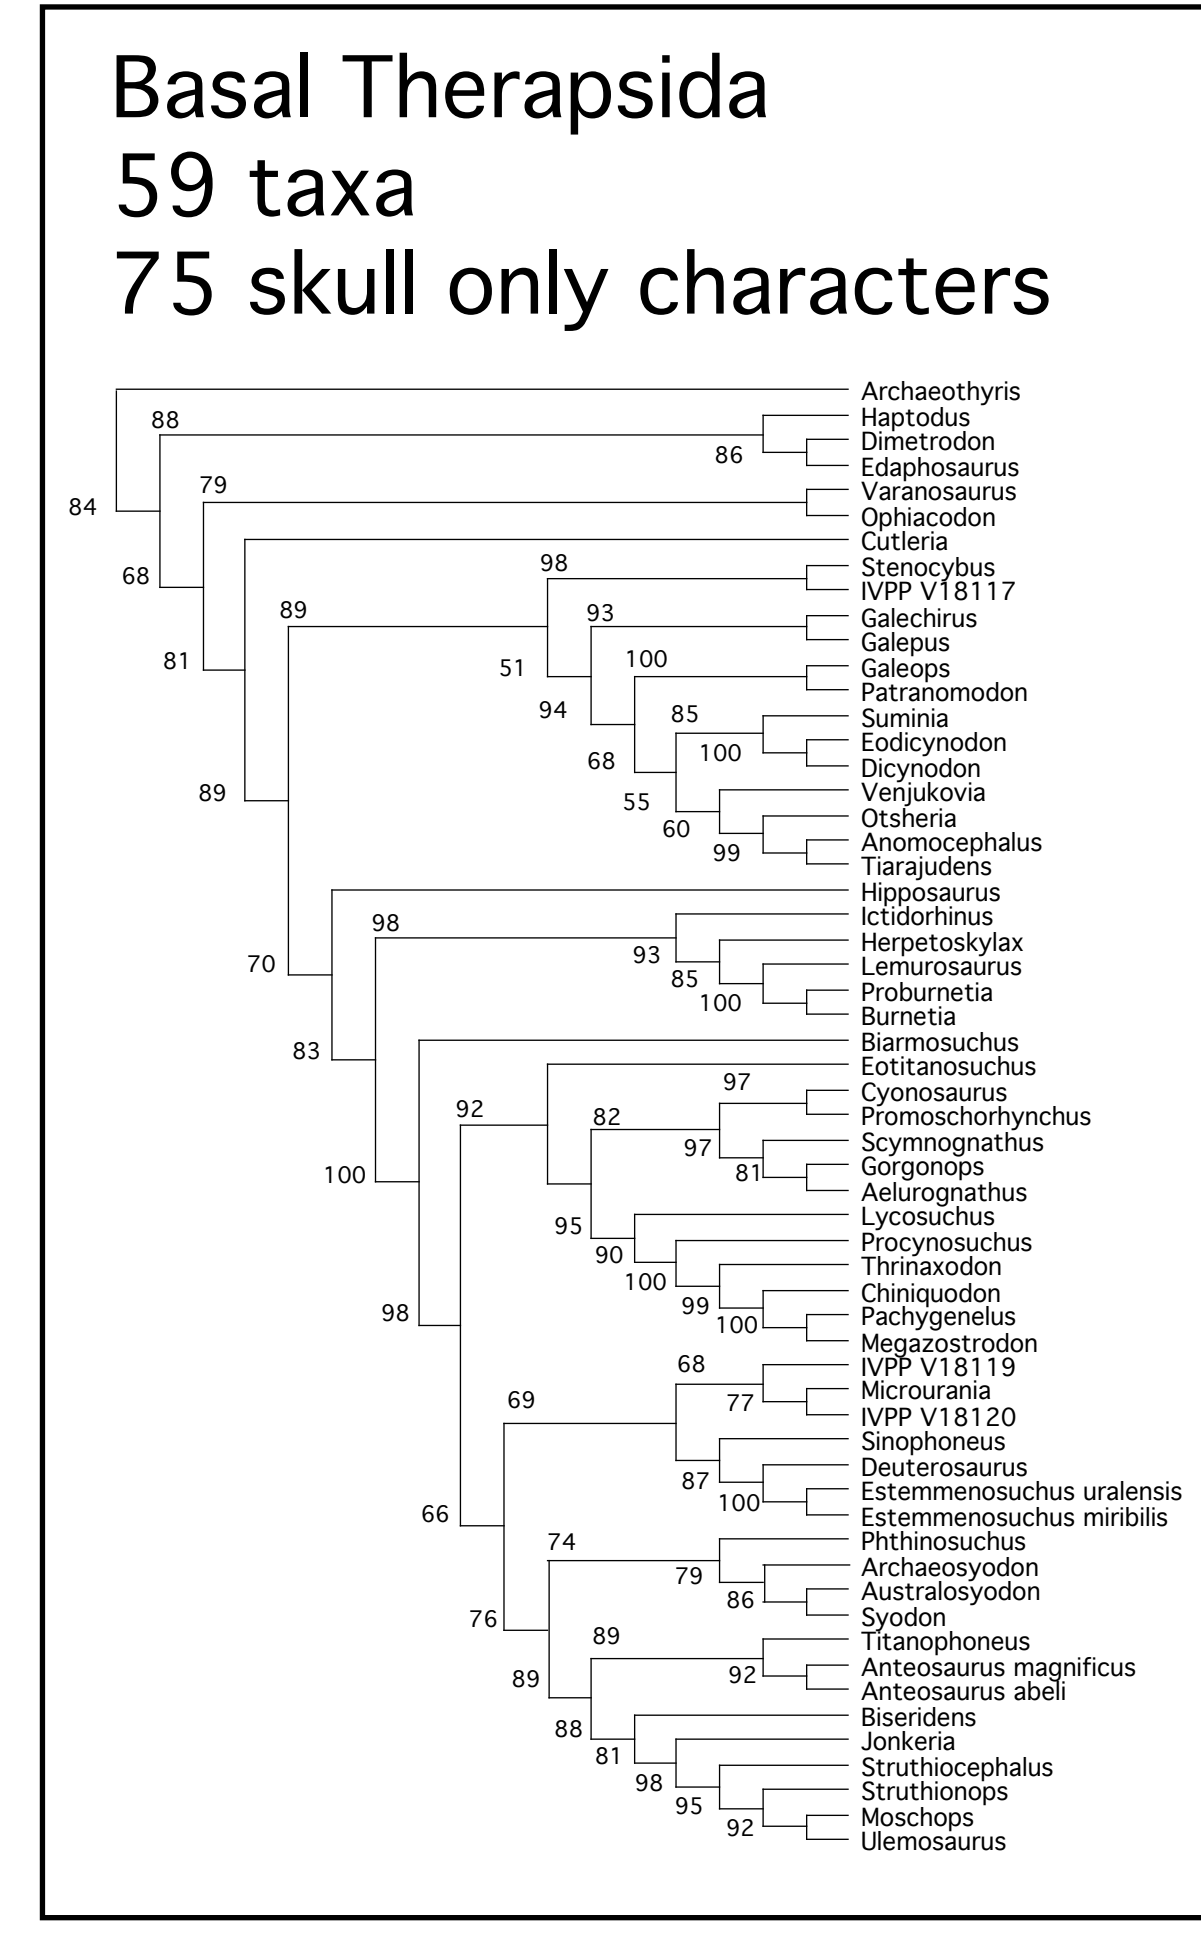 Basal Therapsida
59 taxa
75 skull only characters
Archaeothyris
88
Haptodus
Dimetrodon
86
Edaphosaurus
79
Varanosaurus
84
Ophiacodon
Cutleria
98
Stenocybus
68
IVPP V18117
89
93
Galechirus
Galepus
81
51
100
Galeops
Patranomodon
94
85
Suminia
Eodicynodon
100
68
Dicynodon
89
Venjukovia
55
Otsheria
60
Anomocephalus
99
Tiarajudens
Hipposaurus
98
Ictidorhinus
Herpetoskylax
93
70
Lemurosaurus
85
Proburnetia
100
Burnetia
83
Biarmosuchus
Eotitanosuchus
97
Cyonosaurus
92
82
Promoschorhynchus
Scymnognathus
97
100
Gorgonops
81
Aelurognathus
Lycosuchus
95
Procynosuchus
90
Thrinaxodon
100
Chiniquodon
99
98
Pachygenelus
100
Megazostrodon
68
IVPP V18119
69
Microurania
77
IVPP V18120
Sinophoneus
Deuterosaurus
87
Estemmenosuchus uralensis
100
66
Estemmenosuchus miribilis
74
Phthinosuchus
Archaeosyodon
79
Australosyodon
86
76
Syodon
89
Titanophoneus
Anteosaurus magnificus
89
92
Anteosaurus abeli
Biseridens
88
Jonkeria
81
Struthiocephalus
98
Struthionops
95
Moschops
92
Ulemosaurus